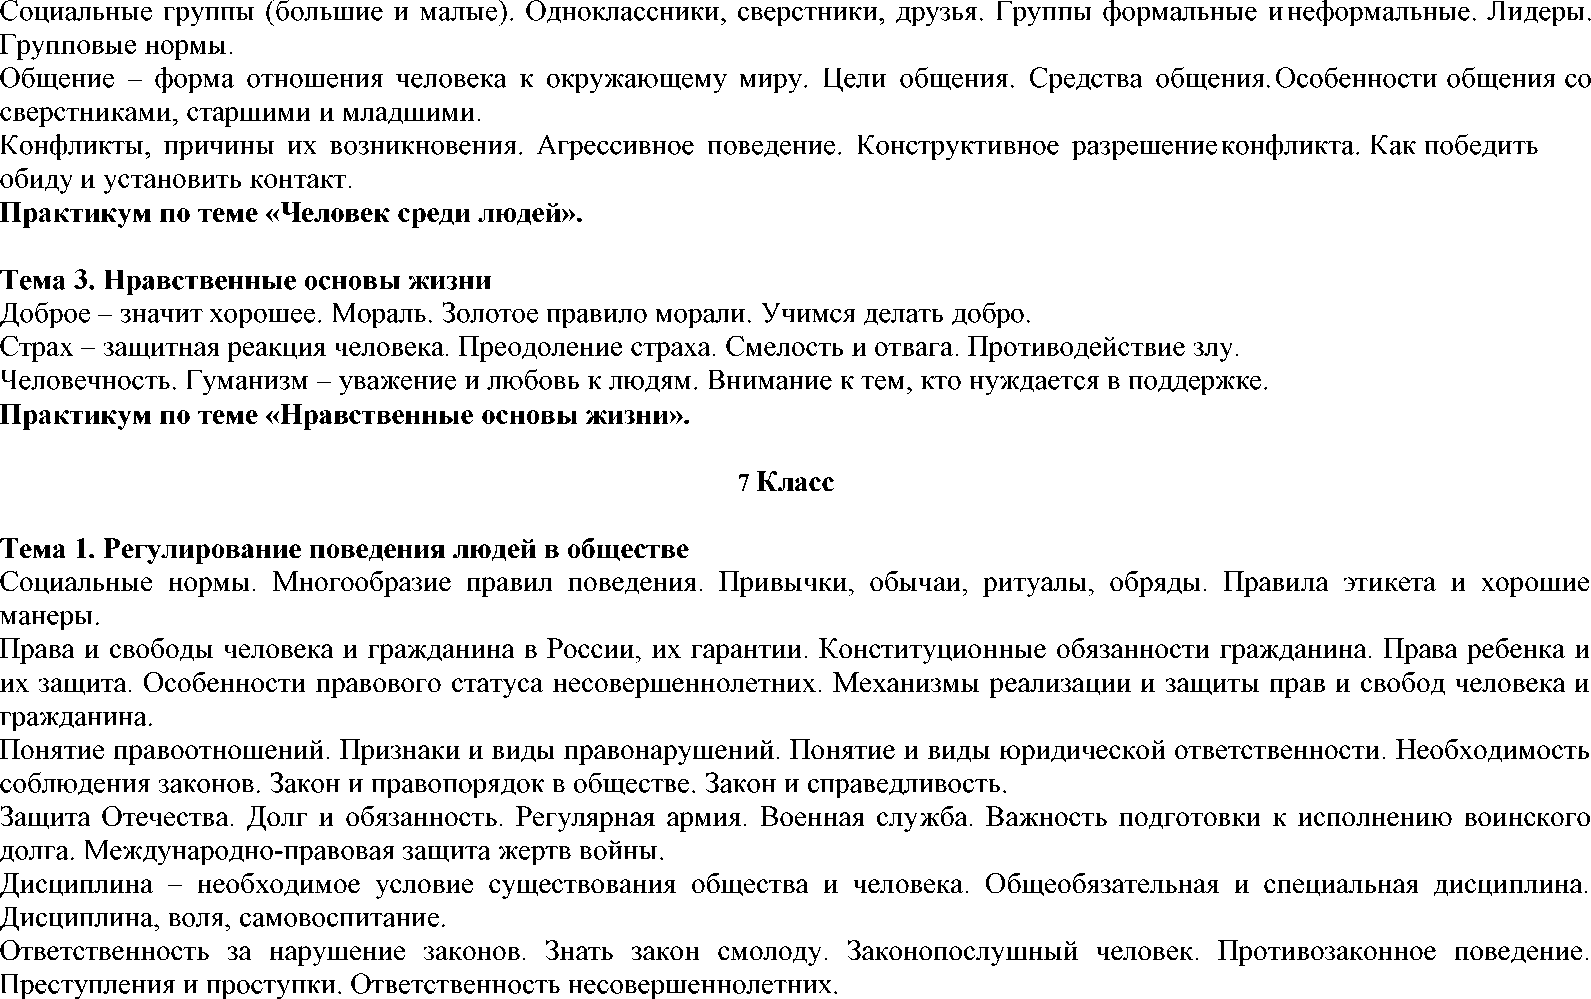 Социальные группы (большие и малые). Одноклассники, сверстники, друзья. Группы формальные и неформальные. Лидеры.
Групповые нормы.
Общение – форма отношения человека к окружающему миру. Цели общения. Средства общения. Особенности общения со
сверстниками, старшими и младшими.
Конфликты, причины их возникновения. Агрессивное поведение. Конструктивное разрешение конфликта. Как победить
обиду и установить контакт.
Практикум по теме «Человек среди людей».
Тема 3. Нравственные основы жизни
Доброе – значит хорошее. Мораль. Золотое правило морали. Учимся делать добро.
Страх – защитная реакция человека. Преодоление страха. Смелость и отвага. Противодействие злу.
Человечность. Гуманизм – уважение и любовь к людям. Внимание к тем, кто нуждается в поддержке.
Практикум по теме «Нравственные основы жизни».
7 Класс
Тема 1. Регулирование поведения людей в обществе
Социальные нормы. Многообразие правил поведения. Привычки, обычаи, ритуалы, обряды. Правила этикета и хорошие
манеры.
Права и свободы человека и гражданина в России, их гарантии. Конституционные обязанности гражданина. Права ребенка и
их защита. Особенности правового статуса несовершеннолетних. Механизмы реализации и защиты прав и свобод человека и
гражданина.
Понятие правоотношений. Признаки и виды правонарушений. Понятие и виды юридической ответственности. Необходимость
соблюдения законов. Закон и правопорядок в обществе. Закон и справедливость.
Защита Отечества. Долг и обязанность. Регулярная армия. Военная служба. Важность подготовки к исполнению воинского
долга. Международно-правовая защита жертв войны.
Дисциплина – необходимое условие существования общества и человека. Общеобязательная и специальная дисциплина.
Дисциплина, воля, самовоспитание.
Ответственность за нарушение законов. Знать закон смолоду. Законопослушный человек. Противозаконное поведение.
Преступления и проступки. Ответственность несовершеннолетних.